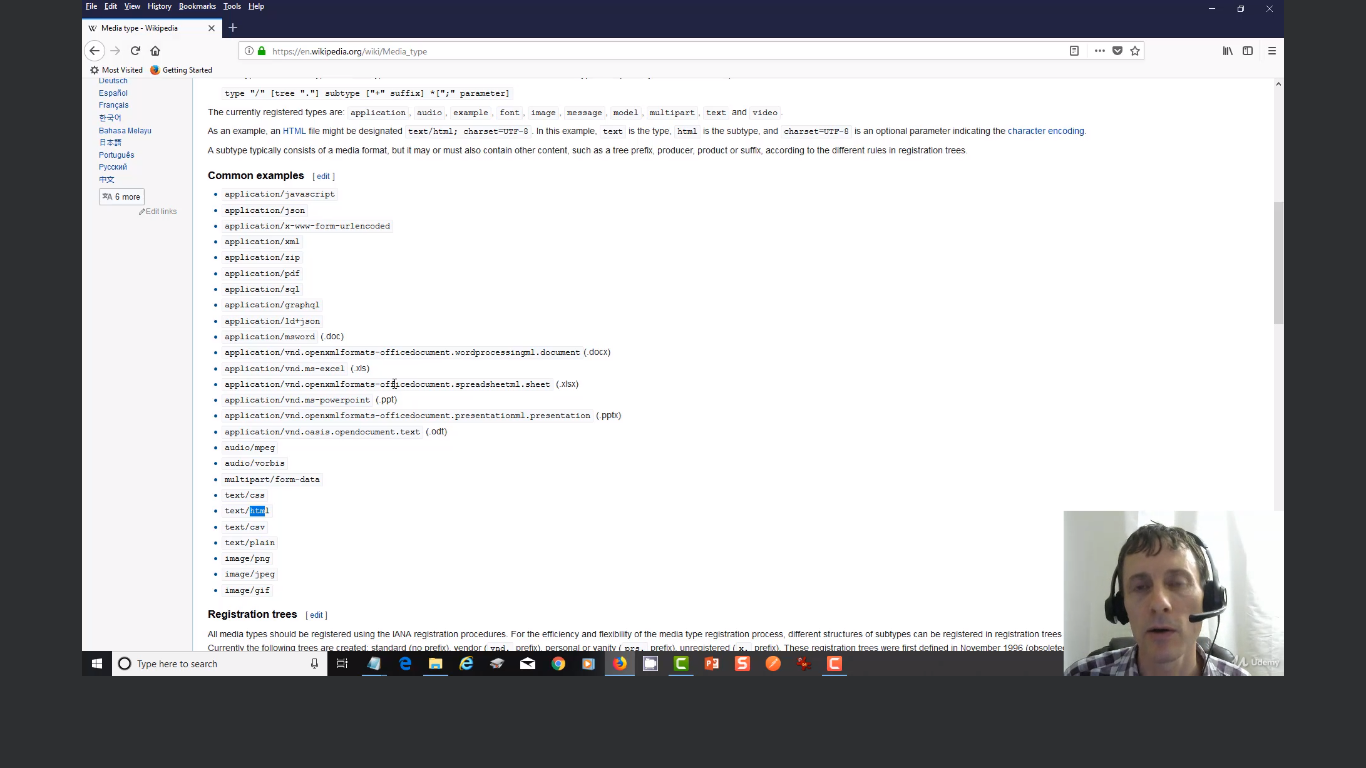 File Edit View History Bookmarks Tools Help
Media type - Wikipedia
https://en.wikipedia.org/wiki/Media_type
Most Visited Getting Started
Deutsch
Español
Français
한국어
Bahasa Melayu
日本語
Português
Русский
中文
6 more
Edit links
type "/" [tree "."] subtype ["+" suffix] *[";" parameter]
The currently registered types are: application, audio, example, font, image, message, model, multipart, text and video.
As an example, an HTML file might be designated text/html; charset=UTF-8. In this example, text is the type, html is the subtype, and charset=UTF-8 is an optional parameter indicating the character encoding.
A subtype typically consists of a media format, but it may or must also contain other content, such as a tree prefix, producer, product or suffix, according to the different rules in registration trees.
Common examples [ edit ]
application/javascript
application/json
application/x-www-form-urlencoded
application/xml
application/zip
application/pdf
application/sql
application/graphql
application/ld+json
application/msword (.doc)
application/vnd.openxmlformats-officedocument.wordprocessingml.document (.docx)
application/vnd.ms-excel (.xls)
application/vnd.openxmlformats-officedocument.spreadsheetml.sheet (.xlsx)
application/vnd.ms-powerpoint (.ppt)
application/vnd.openxmlformats-officedocument.presentationml.presentation (.pptx)
application/vnd.oasis.opendocument.text (.odt)
audio/mpeg
audio/vorbis
multipart/form-data
text/css
text/html
text/csv
text/plain
image/png
image/jpeg
image/gif
Registration trees [ edit ]
All media types should be registered using the IANA registration procedures. For the efficiency and flexibility of the media type registration process, different structures of subtypes can be registered in registration trees
Currently the following trees are created: standard (no prefix), vendor ( vnd. prefix), personal or vanity ( prs. prefix), unregistered ( x. prefix). These registration trees were first defined in November 1996 (obsoleted
Type here to search
Udemy